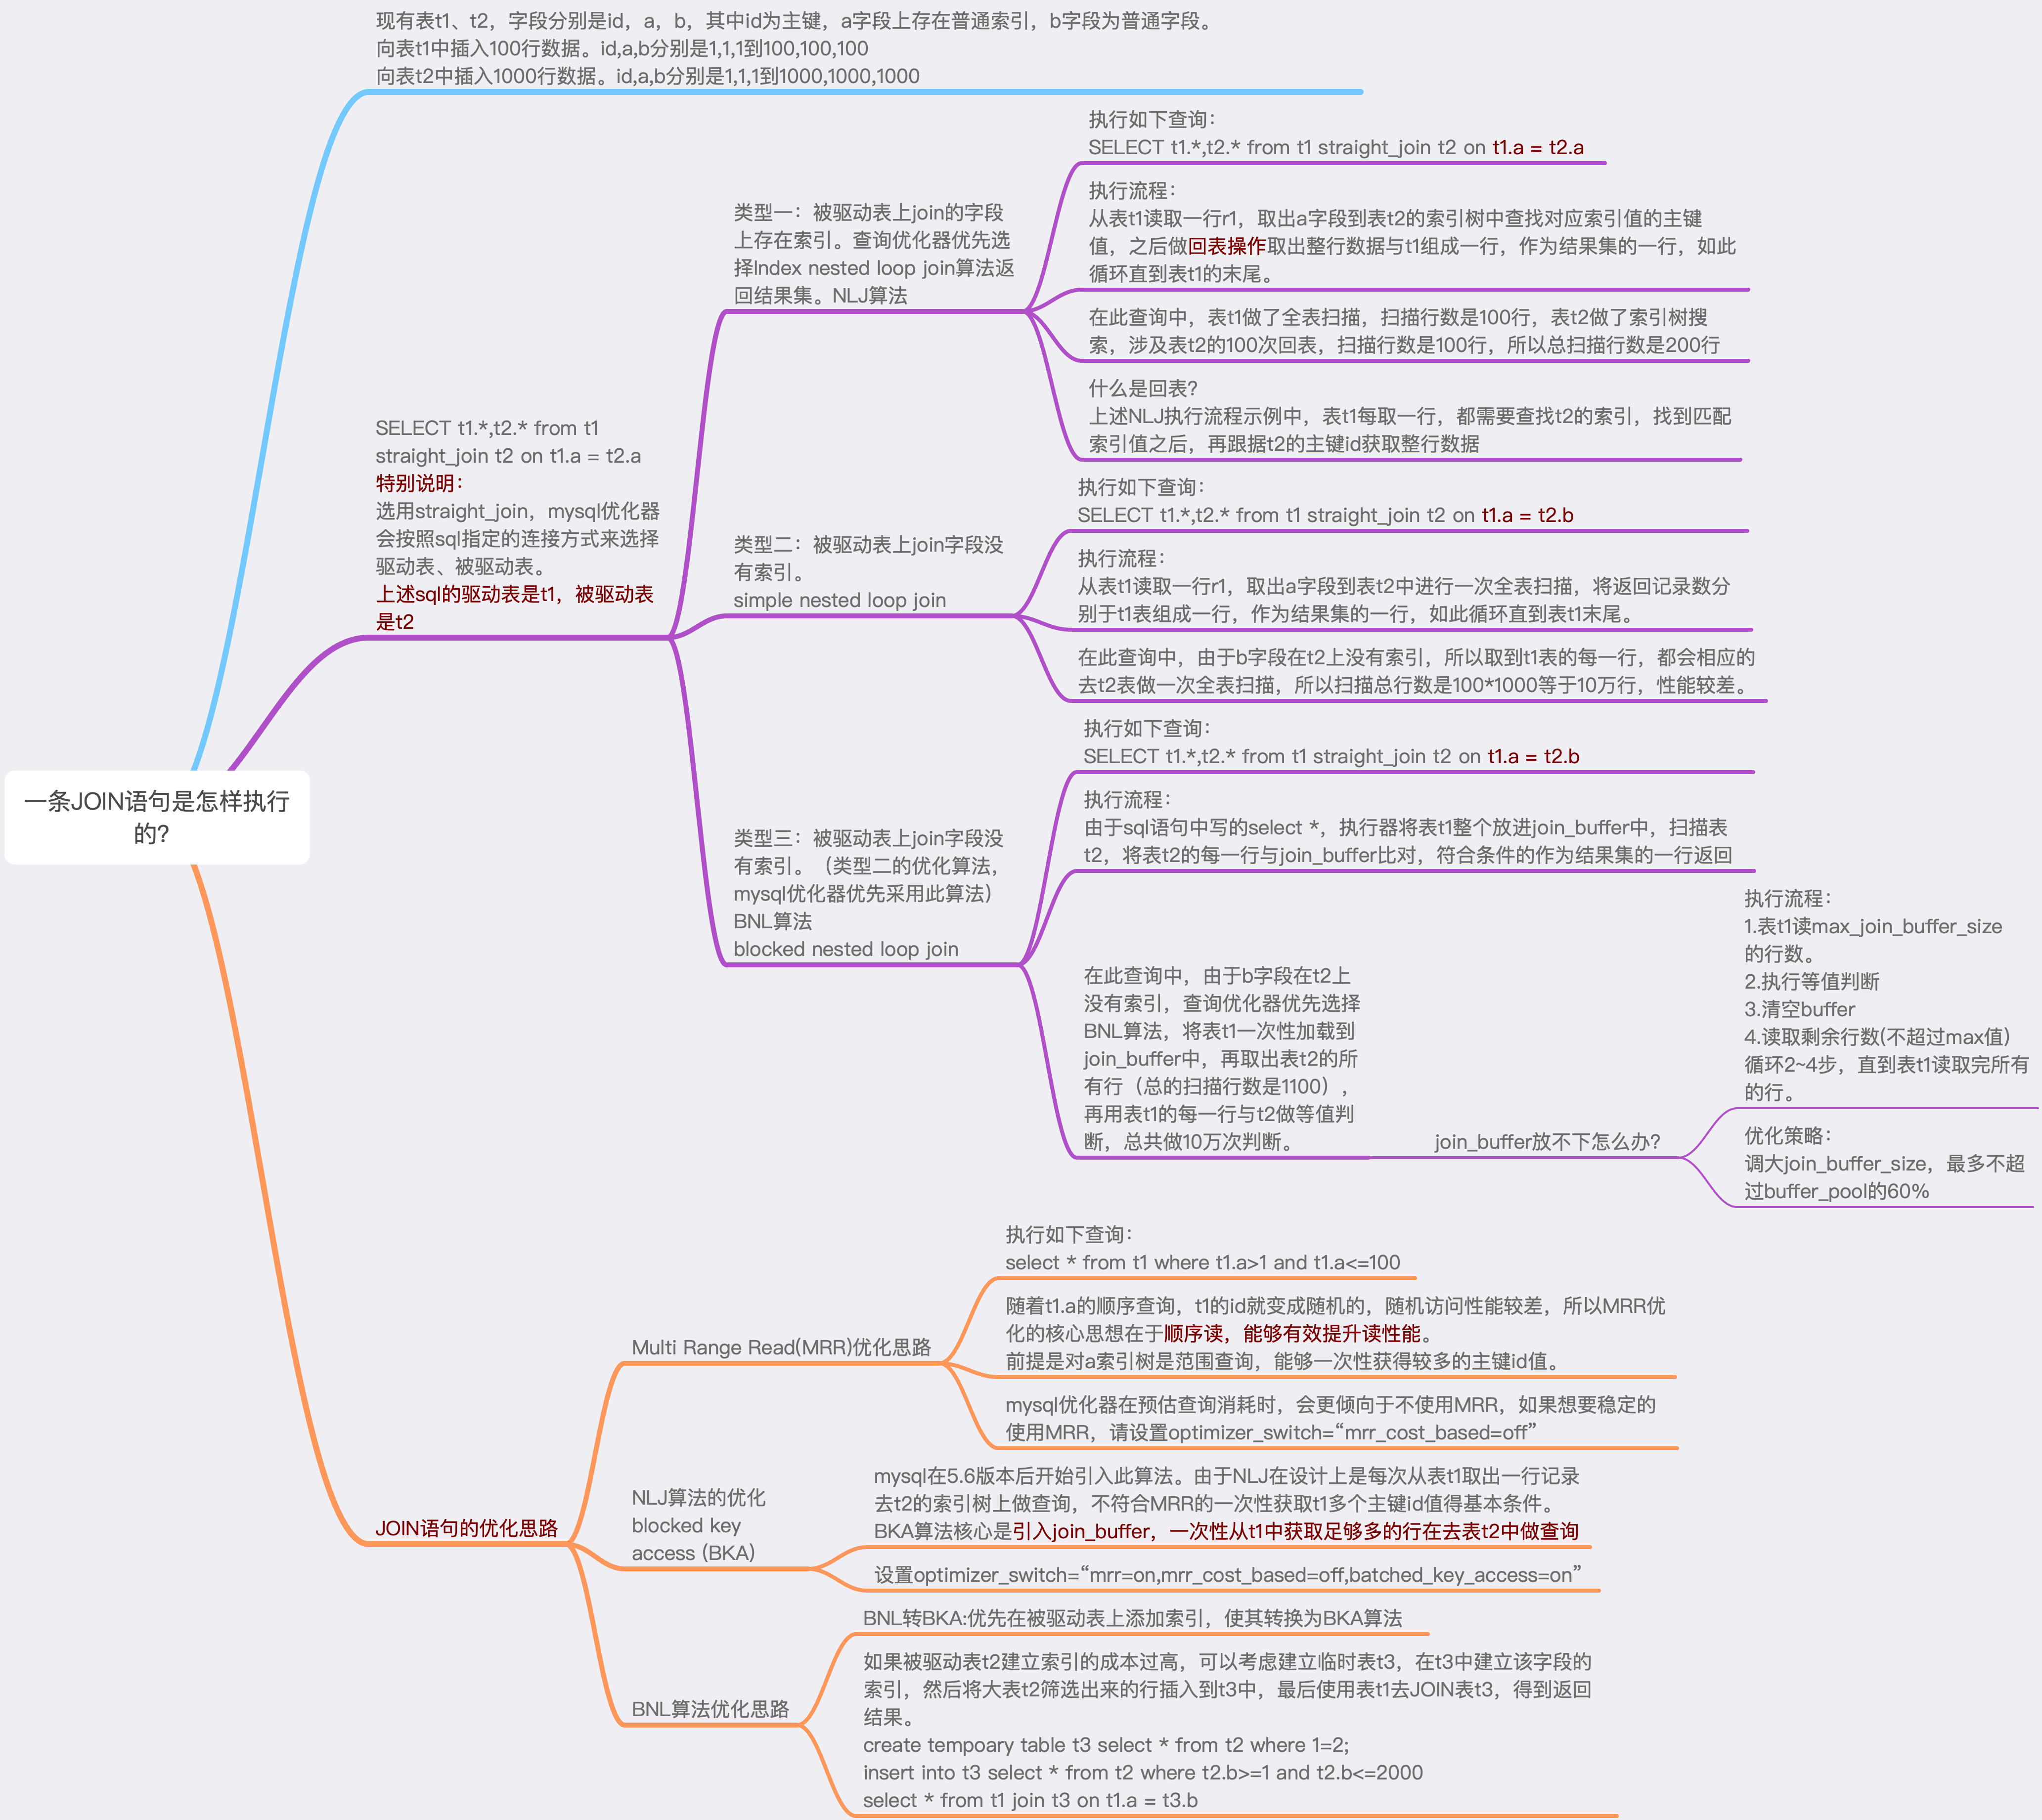 现有表t1、t2，字段分别是id，a，b，其中id为主键，a字段上存在普通索引，b字段为普通字段。
向表t1中插入100行数据。id,a,b分别是1,1,1到100,100,100
向表t2中插入1000行数据。id,a,b分别是1,1,1到1000,1000,1000
一条JOIN语句是怎样执行
的？
SELECT t1.*,t2.* from t1
straight_join t2 on t1.a = t2.a
特别说明：
选用straight_join，mysql优化器
会按照sql指定的连接方式来选择
驱动表、被驱动表。
上述sql的驱动表是t1，被驱动表
是t2
类型一：被驱动表上join的字段
上存在索引。查询优化器优先选
择Index nested loop join算法返
回结果集。NLJ算法
执行如下查询：
SELECT t1.*,t2.* from t1 straight_join t2 on t1.a = t2.a
执行流程：
从表t1读取一行r1，取出a字段到表t2的索引树中查找对应索引值的主键
值，之后做回表操作取出整行数据与t1组成一行，作为结果集的一行，如此
循环直到表t1的末尾。
在此查询中，表t1做了全表扫描，扫描行数是100行，表t2做了索引树搜
索，涉及表t2的100次回表，扫描行数是100行，所以总扫描行数是200行
什么是回表？
上述NLJ执行流程示例中，表t1每取一行，都需要查找t2的索引，找到匹配
索引值之后，再跟据t2的主键id获取整行数据
类型二：被驱动表上join字段没
有索引。
simple nested loop join
执行如下查询：
SELECT t1.*,t2.* from t1 straight_join t2 on t1.a = t2.b
执行流程：
从表t1读取一行r1，取出a字段到表t2中进行一次全表扫描，将返回记录数分
别于t1表组成一行，作为结果集的一行，如此循环直到表t1末尾。
在此查询中，由于b字段在t2上没有索引，所以取到t1表的每一行，都会相应的
去t2表做一次全表扫描，所以扫描总行数是100*1000等于10万行，性能较差。
类型三：被驱动表上join字段没
有索引。（类型二的优化算法，
mysql优化器优先采用此算法）
BNL算法
blocked nested loop join
执行如下查询：
SELECT t1.*,t2.* from t1 straight_join t2 on t1.a = t2.b
执行流程：
由于sql语句中写的select *，执行器将表t1整个放进join_buffer中，扫描表
t2，将表t2的每一行与join_buffer比对，符合条件的作为结果集的一行返回
在此查询中，由于b字段在t2上
没有索引，查询优化器优先选择
BNL算法，将表t1一次性加载到
join_buffer中，再取出表t2的所
有行（总的扫描行数是1100），
再用表t1的每一行与t2做等值判
断，总共做10万次判断。
join_buffer放不下怎么办？
执行流程：
1.表t1读max_join_buffer_size
的行数。
2.执行等值判断
3.清空buffer
4.读取剩余行数(不超过max值)
循环2~4步，直到表t1读取完所有
的行。
优化策略：
调大join_buffer_size，最多不超
过buffer_pool的60%
JOIN语句的优化思路
Multi Range Read(MRR)优化思路
执行如下查询：
select * from t1 where t1.a>1 and t1.a<=100
随着t1.a的顺序查询，t1的id就变成随机的，随机访问性能较差，所以MRR优
化的核心思想在于顺序读，能够有效提升读性能。
前提是对a索引树是范围查询，能够一次性获得较多的主键id值。
mysql优化器在预估查询消耗时，会更倾向于不使用MRR，如果想要稳定的
使用MRR，请设置optimizer_switch=“mrr_cost_based=off”
NLJ算法的优化
blocked key
access (BKA)
mysql在5.6版本后开始引入此算法。由于NLJ在设计上是每次从表t1取出一行记录
去t2的索引树上做查询，不符合MRR的一次性获取t1多个主键id值得基本条件。
BKA算法核心是引入join_buffer，一次性从t1中获取足够多的行在去表t2中做查询
设置optimizer_switch=“mrr=on,mrr_cost_based=off,batched_key_access=on”
BNL算法优化思路
BNL转BKA:优先在被驱动表上添加索引，使其转换为BKA算法
如果被驱动表t2建立索引的成本过高，可以考虑建立临时表t3，在t3中建立该字段的
索引，然后将大表t2筛选出来的行插入到t3中，最后使用表t1去JOIN表t3，得到返回
结果。
create tempoary table t3 select * from t2 where 1=2;
insert into t3 select * from t2 where t2.b>=1 and t2.b<=2000
select * from t1 join t3 on t1.a = t3.b